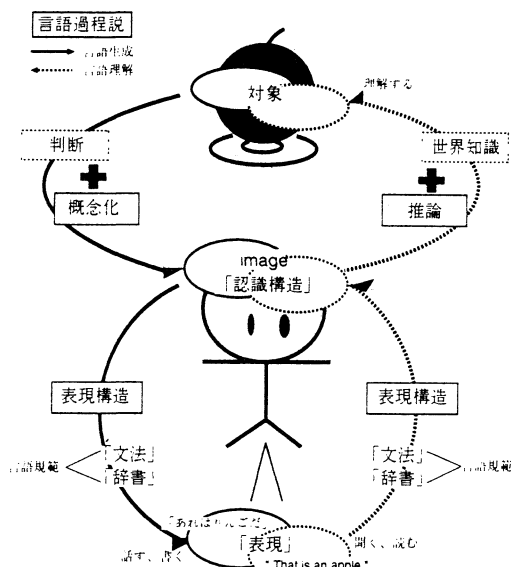 言語過程説
言語生成
言語理解
対象
理解する
判断
世界知識
概念化
推論
image
「認識構造」
表現構造
表現構造
「文法」
「文法」
言語規範
言語規範
「辞書」
「辞書」
「あれはりんごだ」
「表現」
話す、書く
聞く、読む
" That is an apple "